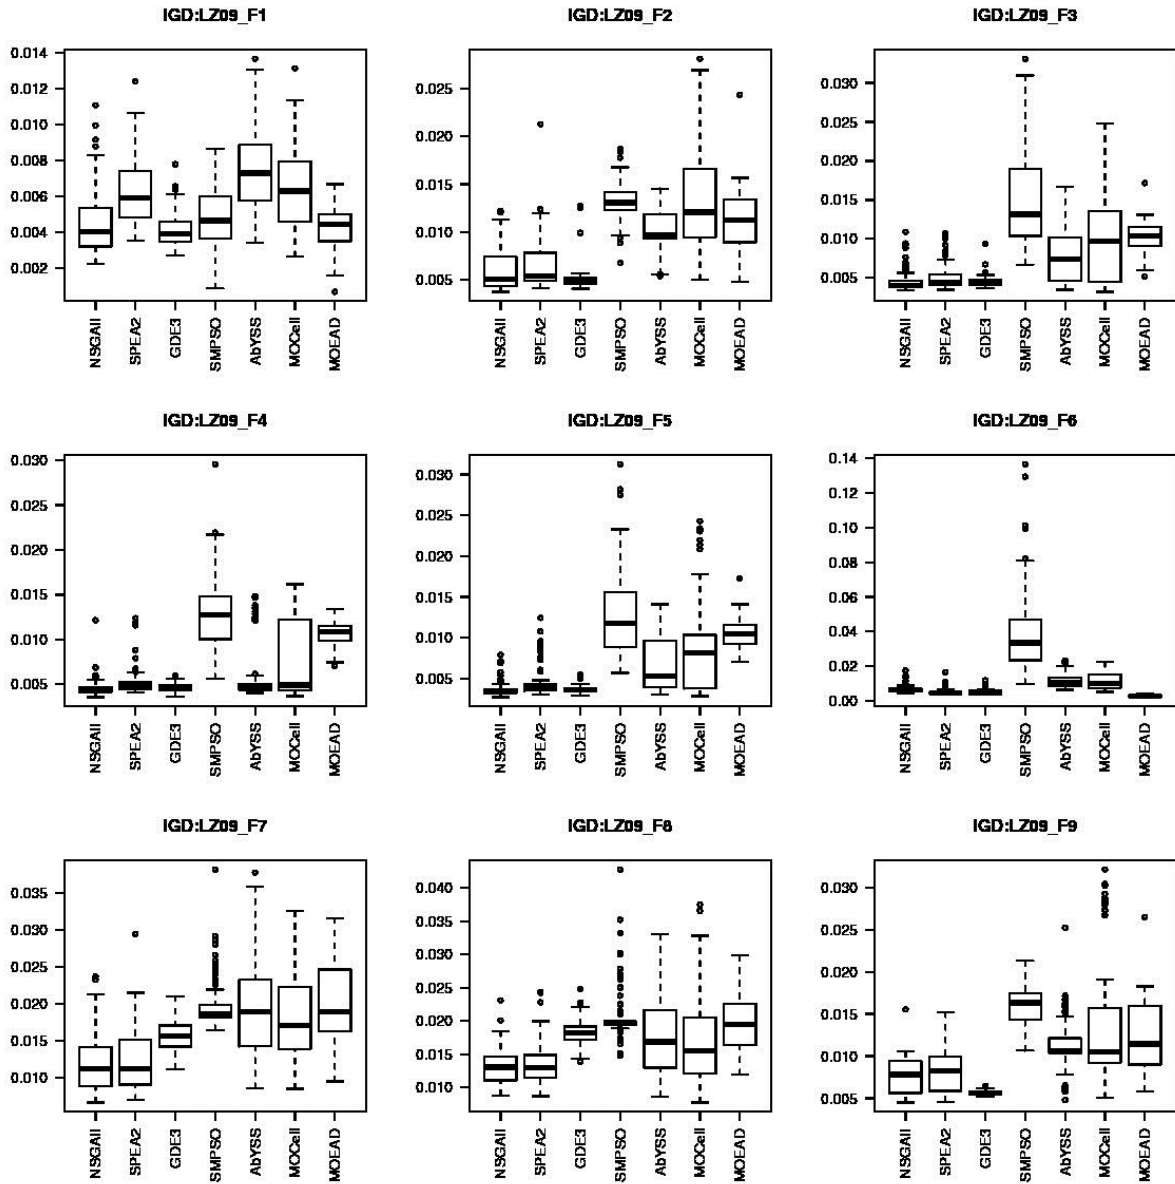 IGD:LZ09_F1
0.014
0.012
0.010
0.008
0.006
0.004
0.002
NSGAII
SPEA2
GDE3
SMPSO
AbYSS
MOCell
MOEAD
IGD:LZ09_F2
0.025
0.020
0.015
0.010
0.005
NSGAII
SPEA2
GDE3
SMPSO
AbYSS
MOCell
MOEAD
IGD:LZ09_F3
0.030
0.025
0.020
0.015
0.010
0.005
NSGAII
SPEA2
GDE3
SMPSO
AbYSS
MOCell
MOEAD
IGD:LZ09_F4
0.030
0.025
0.020
0.015
0.010
0.005
NSGAII
SPEA2
GDE3
SMPSO
AbYSS
MOCell
MOEAD
IGD:LZ09_F5
0.030
0.025
0.020
0.015
0.010
0.005
NSGAII
SPEA2
GDE3
SMPSO
AbYSS
MOCell
MOEAD
IGD:LZ09_F6
0.14
0.12
0.10
0.08
0.06
0.04
0.02
0.00
NSGAII
SPEA2
GDE3
SMPSO
AbYSS
MOCell
MOEAD
IGD:LZ09_F7
0.035
0.030
0.025
0.020
0.015
0.010
NSGAII
SPEA2
GDE3
SMPSO
AbYSS
MOCell
MOEAD
IGD:LZ09_F8
0.040
0.035
0.030
0.025
0.020
0.015
0.010
NSGAII
SPEA2
GDE3
SMPSO
AbYSS
MOCell
MOEAD
IGD:LZ09_F9
0.030
0.025
0.020
0.015
0.010
0.005
NSGAII
SPEA2
GDE3
SMPSO
AbYSS
MOCell
MOEAD